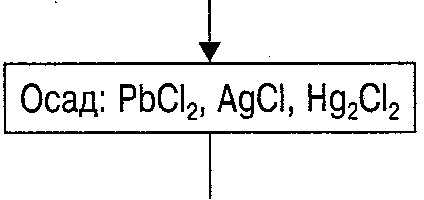 Осад: PbCl₂, AgCl, Hg₂Cl₂